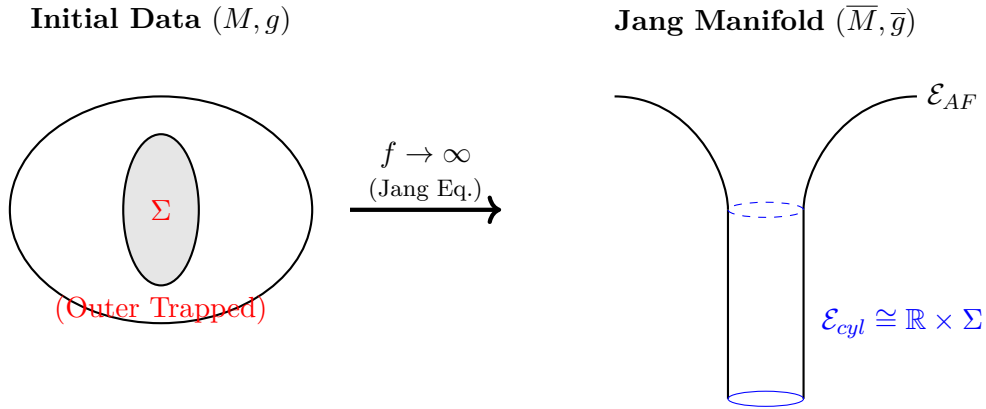 Initial Data (M, g)
Jang Manifold (M̅, g̅)
ℰ_AF
f → ∞
(Jang Eq.)
Σ
(Outer Trapped)
ℰ_cyl ≅ ℝ × Σ